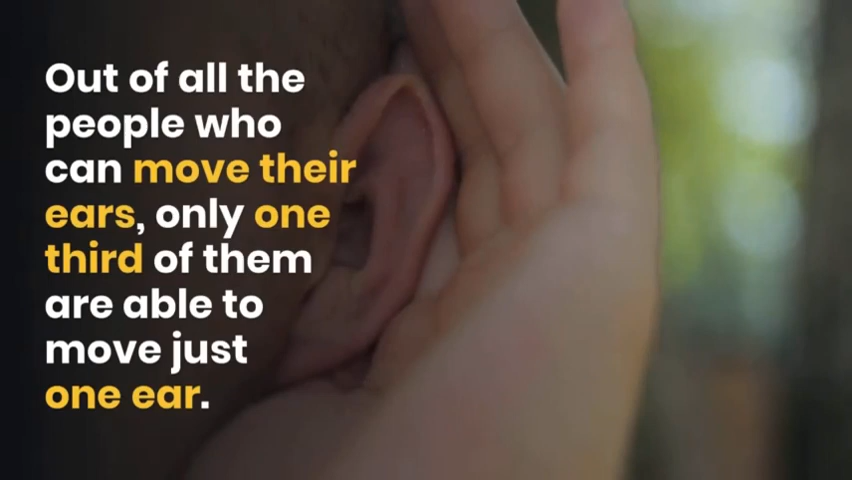 Out of all the
people who
can move their
ears, only one
third of them
are able to
move just
one ear.